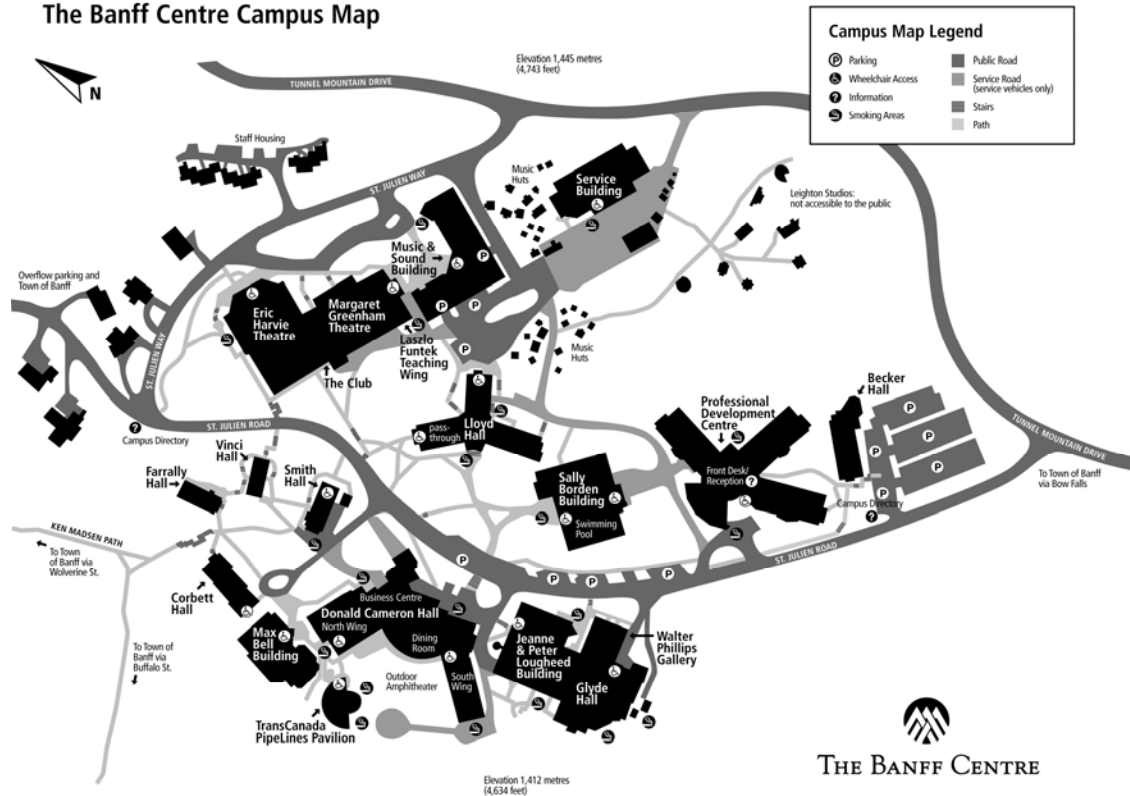 The Banff Centre Campus Map
N
Elevation 1,445 metres
(4,743 feet)
Campus Map Legend
P Parking
Wheelchair Access
? Information
Smoking Areas
Public Road
Service Road
(service vehicles only)
Stairs
Path
TUNNEL MOUNTAIN DRIVE
Staff Housing
ST. JULIEN WAY
Music
Huts
Service
Building
Leighton Studios:
not accessible to the public
Music &
Sound
Building
P
Overflow parking and
Town of Banff
Eric
Harvie
Theatre
Margaret
Greenham
Theatre
P
P
Laszlo
Funtek
Teaching
Wing
P
Music
Huts
ST. JULIEN WAY
The Club
Becker
Hall
Professional
Development
Centre
P
P
P
P
P
TUNNEL MOUNTAIN DRIVE
?
Campus Directory
ST. JULIEN ROAD
pass-
through
Lloyd
Hall
Vinci
Hall
Farrally
Hall
Smith
Hall
Sally
Borden
Building
Swimming
Pool
Front Desk/
Reception
?
Campus Directory
?
To Town of Banff
via Bow Falls
KEN MADSEN PATH
To Town
of Banff via
Wolverine St.
P
P
P
P
ST. JULIEN ROAD
Corbett
Hall
Business Centre
Donald Cameron Hall
North Wing
Dining
Room
Max
Bell
Building
Jeanne
& Peter
Lougheed
Building
Walter
Phillips
Gallery
To Town of
Banff via
Buffalo St.
Outdoor
Amphitheater
South
Wing
Glyde
Hall
TransCanada
PipeLines Pavilion
THE BANFF CENTRE
Elevation 1,412 metres
(4,634 feet)